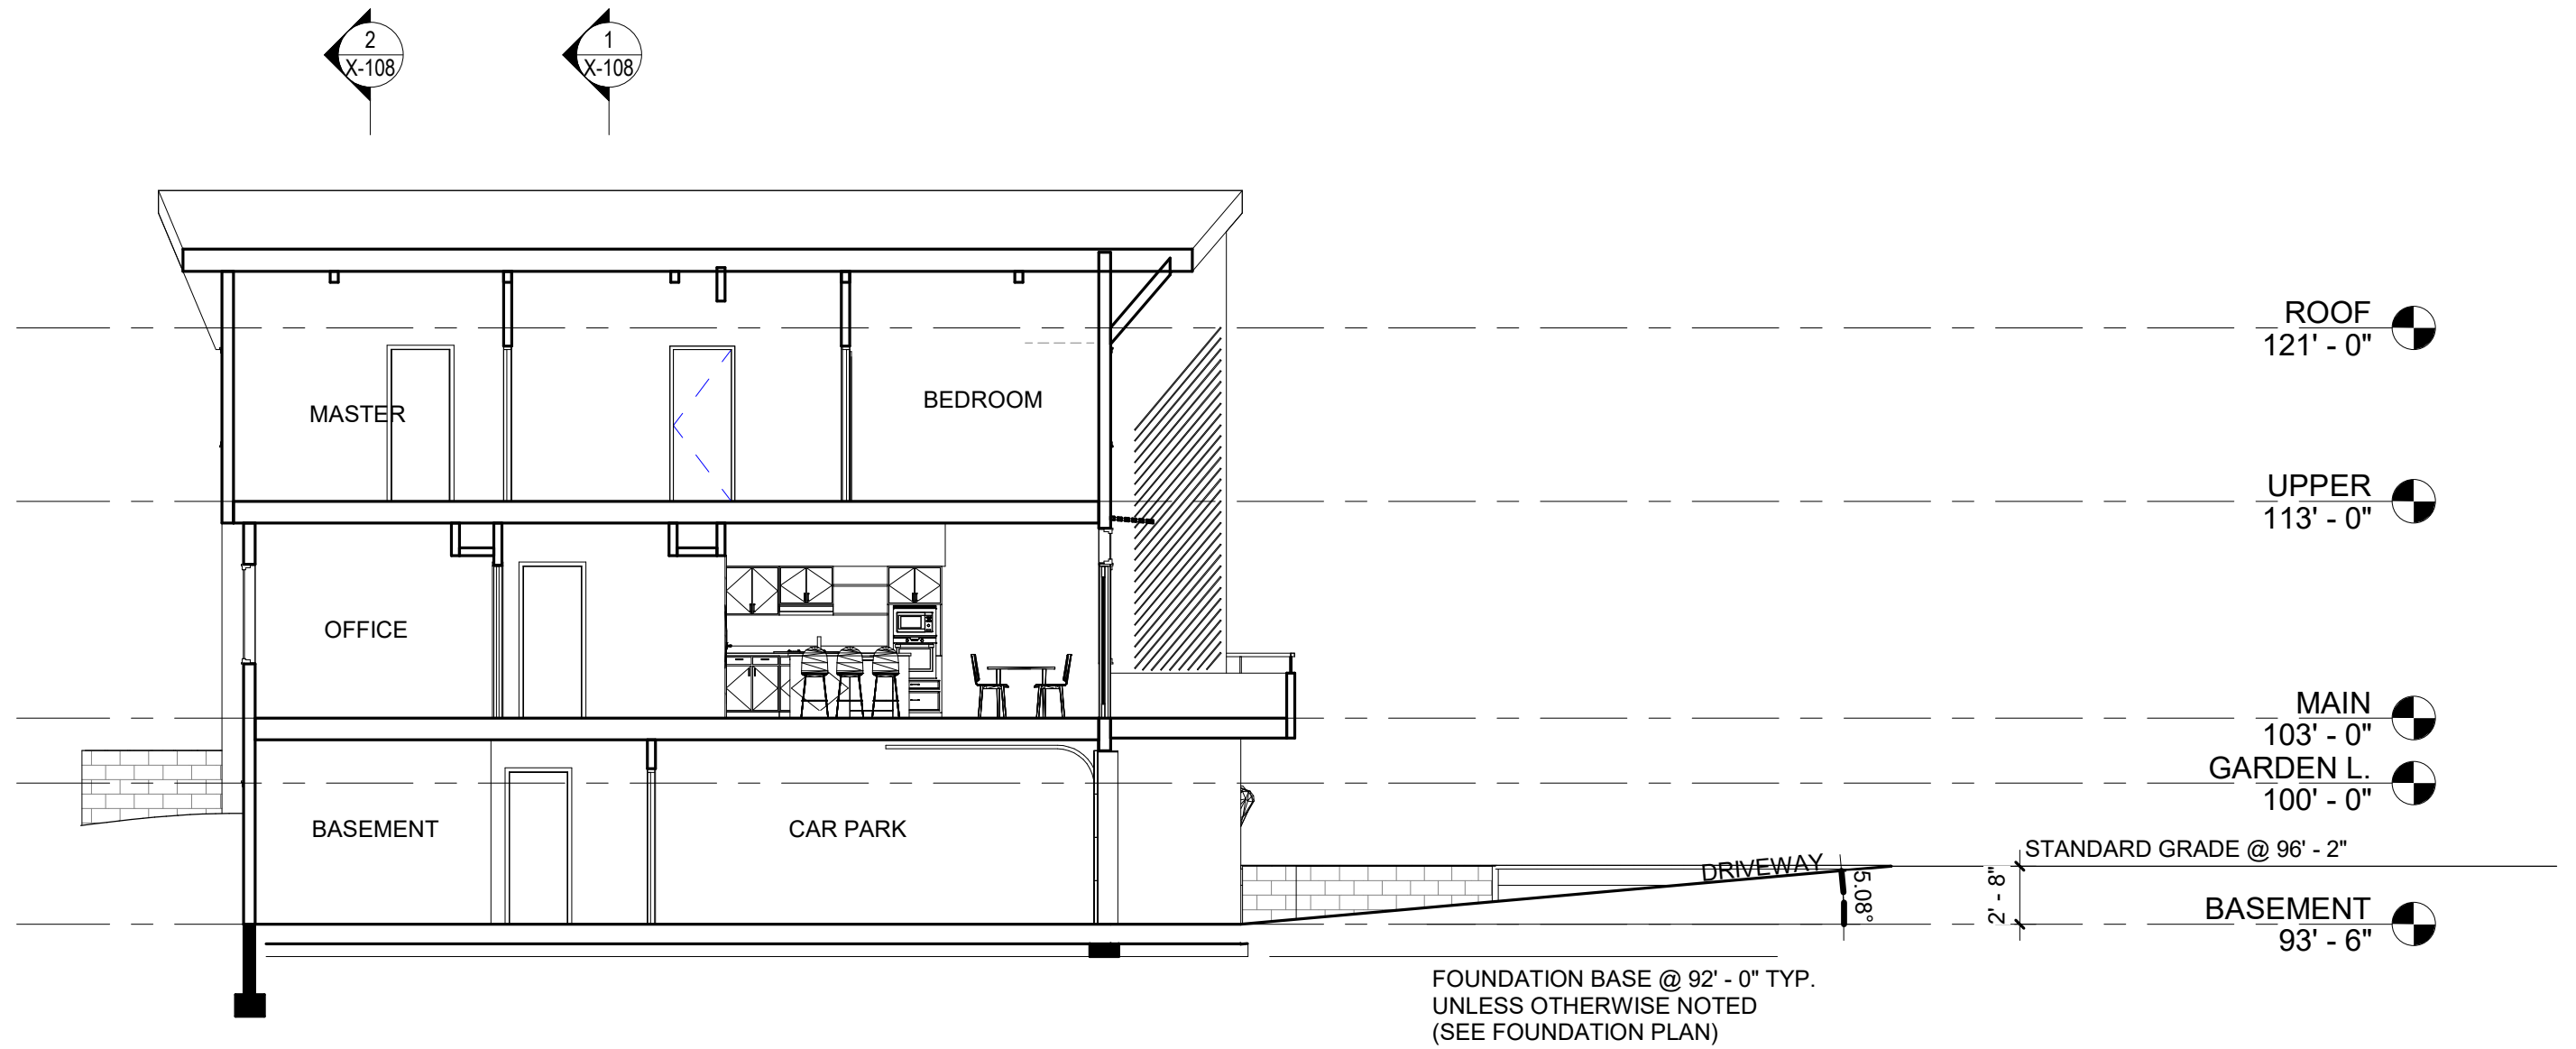 2
X-108
1
X-108
ROOF
121' - 0"
MASTER
BEDROOM
UPPER
113' - 0"
OFFICE
MAIN
103' - 0"
GARDEN L.
100' - 0"
BASEMENT
CAR PARK
STANDARD GRADE @ 96' - 2"
DRIVEWAY
5.08°
2' - 8"
BASEMENT
93' - 6"
FOUNDATION BASE @ 92' - 0" TYP.
UNLESS OTHERWISE NOTED
(SEE FOUNDATION PLAN)